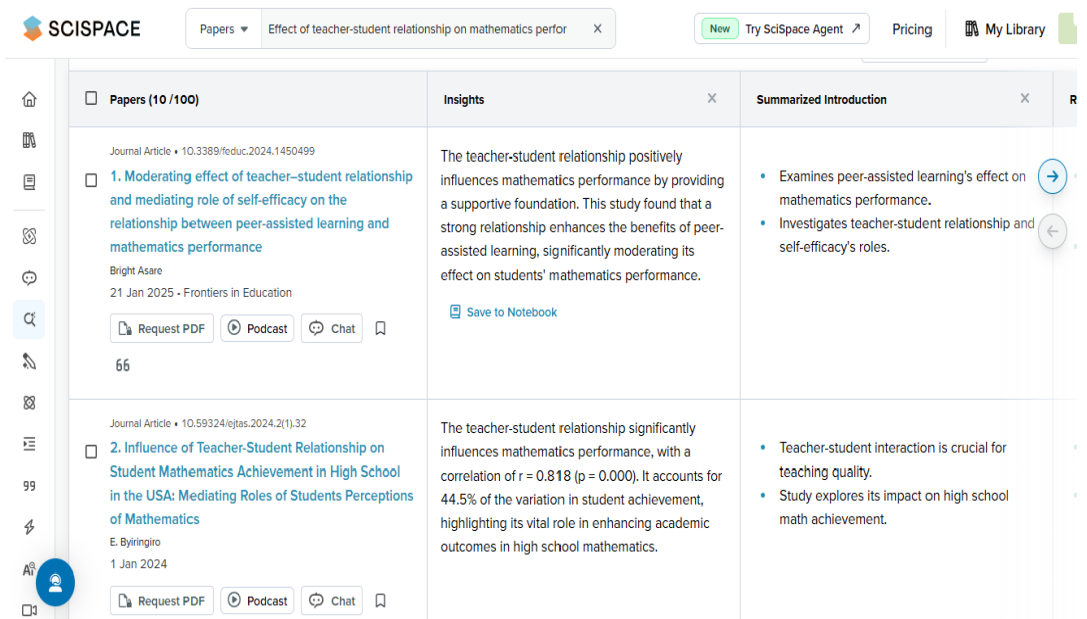 SCISPACE
Papers
Effect of teacher-student relationship on mathematics perfor
New
Try SciSpace Agent
Pricing
My Library
Papers (10 /100)
Insights
Summarized Introduction
R
Journal Article • 10.3389/feduc.2024.1450499
1. Moderating effect of teacher–student relationship
and mediating role of self-efficacy on the
relationship between peer-assisted learning and
mathematics performance
Bright Asare
21 Jan 2025 - Frontiers in Education
Request PDF
Podcast
Chat
The teacher-student relationship positively
influences mathematics performance by providing
a supportive foundation. This study found that a
strong relationship enhances the benefits of peer-
assisted learning, significantly moderating its
effect on students' mathematics performance.
Save to Notebook
• Examines peer-assisted learning's effect on
mathematics performance.
• Investigates teacher-student relationship and
self-efficacy's roles.
Journal Article • 10.59324/ejtas.2024.2(1).32
2. Influence of Teacher-Student Relationship on
Student Mathematics Achievement in High School
in the USA: Mediating Roles of Students Perceptions
of Mathematics
E. Byiringiro
1 Jan 2024
Request PDF
Podcast
Chat
The teacher-student relationship significantly
influences mathematics performance, with a
correlation of r = 0.818 (p = 0.000). It accounts for
44.5% of the variation in student achievement,
highlighting its vital role in enhancing academic
outcomes in high school mathematics.
• Teacher-student interaction is crucial for
teaching quality.
• Study explores its impact on high school
math achievement.